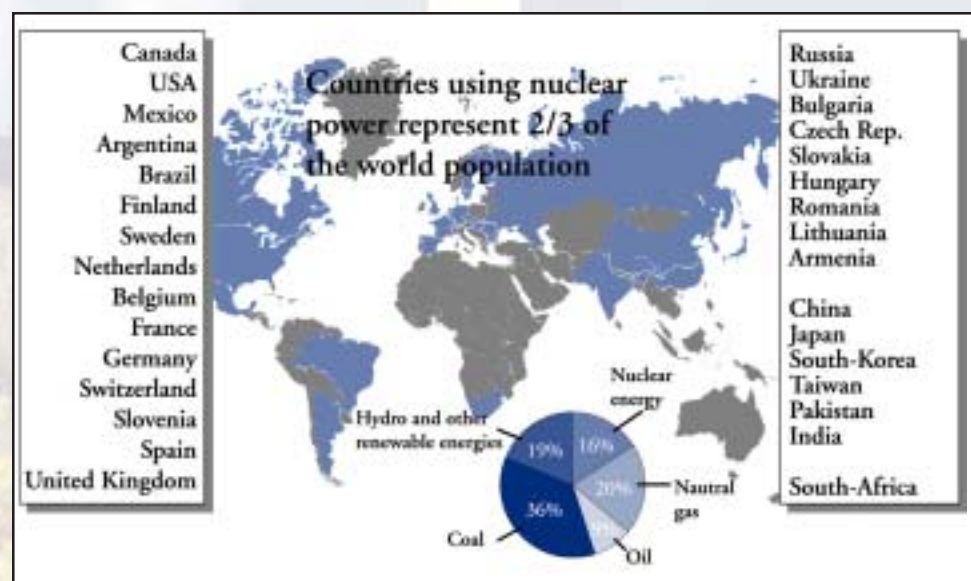 Canada
USA
Mexico
Argentina
Brazil
Finland
Sweden
Netherlands
Belgium
France
Germany
Switzerland
Slovenia
Spain
United Kingdom
Countries using nuclear
power represent 2/3 of
the world population
Russia
Ukraine
Bulgaria
Czech Rep.
Slovakia
Hungary
Romania
Lithuania
Armenia
China
Japan
South-Korea
Taiwan
Pakistan
India
South-Africa
Nuclear
energy
Hydro and other
renewable energies
19%
16%
20%
36%
Nautral
gas
Coal
Oil